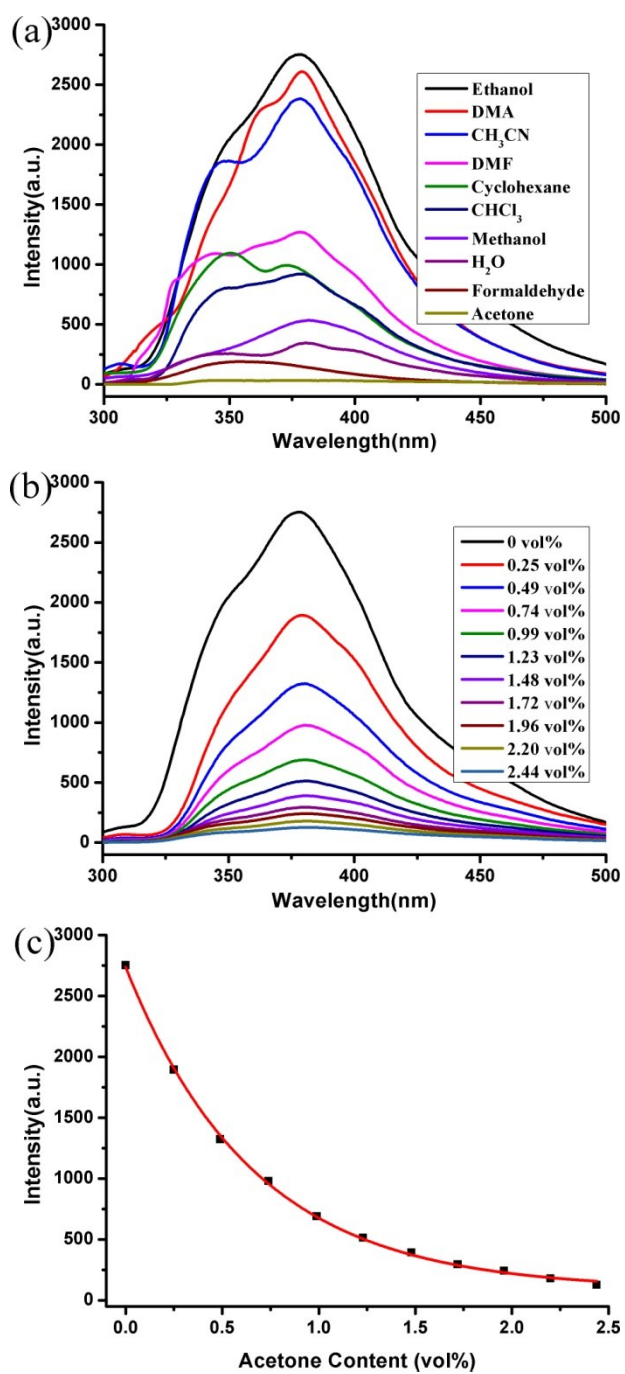 (a)
3000
2500
2000
1500
1000
500
0
Intensity(a.u.)
Ethanol
DMA
CH₃CN
DMF
Cyclohexane
CHCl₃
Methanol
H₂O
Formaldehyde
Acetone
300 350 400 450 500
Wavelength(nm)
(b)
3000
2500
2000
1500
1000
500
0
Intensity(a.u.)
0 vol%
0.25 vol%
0.49 vol%
0.74 vol%
0.99 vol%
1.23 vol%
1.48 vol%
1.72 vol%
1.96 vol%
2.20 vol%
2.44 vol%
300 350 400 450 500
Wavelength(nm)
(c)
3000
2500
2000
1500
1000
500
0
Intensity(a.u.)
0.0 0.5 1.0 1.5 2.0 2.5
Acetone Content (vol%)